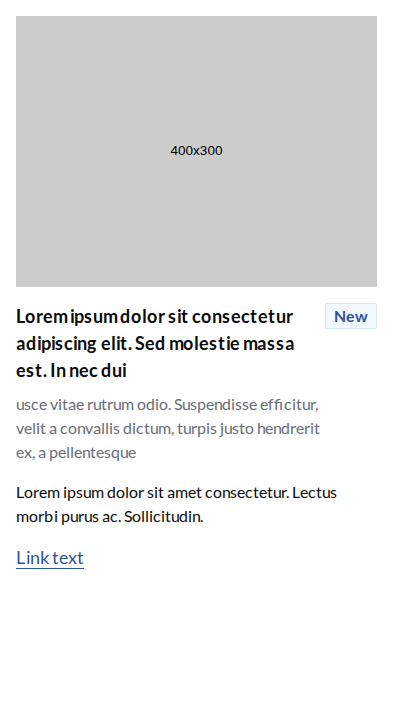 400x300
Lorem ipsum dolor sit consectetur
New
adipiscing elit. Sed molestie massa
est. In nec dui
usce vitae rutrum odio. Suspendisse efficitur,
velit a convallis dictum, turpis justo hendrerit
ex, a pellentesque
Lorem ipsum dolor sit amet consectetur. Lectus
morbi purus ac. Sollicitudin.
Link text